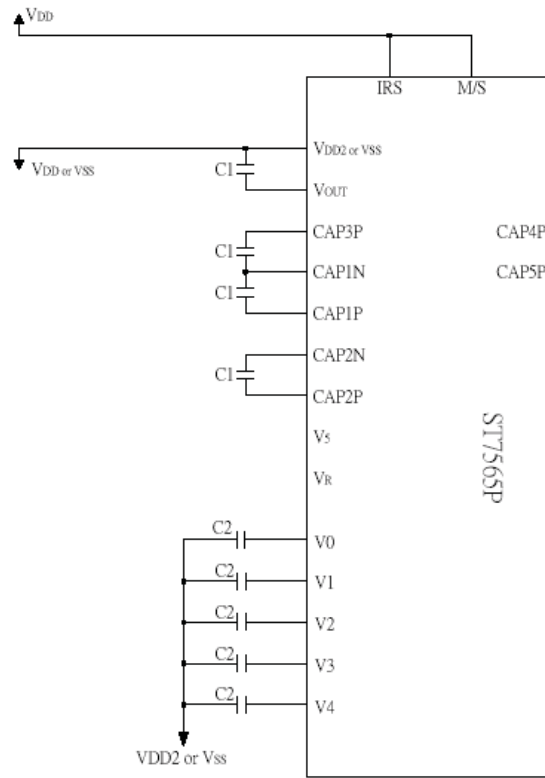 VDD
IRS M/S
VDD2 or VSS
VDD or VSS
C1
VOUT
CAP3P CAP4P
C1
CAP1N CAP5P
C1
CAP1P
CAP2N
C1
CAP2P
V5
ST7565P
VR
C2
V0
C2
V1
C2
V2
C2
V3
C2
V4
VDD2 or Vss